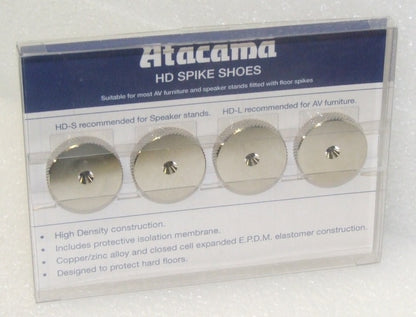 Atacama
HD SPIKE SHOES
Suitable for most AV furniture and speaker stands fitted with floor spikes
HD-S recommended for Speaker stands. HD-L recommended for AV furniture.
• High Density construction.
• Includes protective isolation membrane.
• Copper/zinc alloy and closed cell expanded E.P.D.M. elastomer construction.
• Designed to protect hard floors.